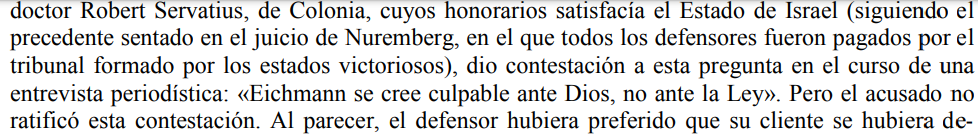 doctor Robert Servatius, de Colonia, cuyos honorarios satisfacía el Estado de Israel (siguiendo el
precedente sentado en el juicio de Nuremberg, en el que todos los defensores fueron pagados por el
tribunal formado por los estados victoriosos), dio contestación a esta pregunta en el curso de una
entrevista periodística: «Eichmann se cree culpable ante Dios, no ante la Ley». Pero el acusado no
ratificó esta contestación. Al parecer, el defensor hubiera preferido que su cliente se hubiera de-